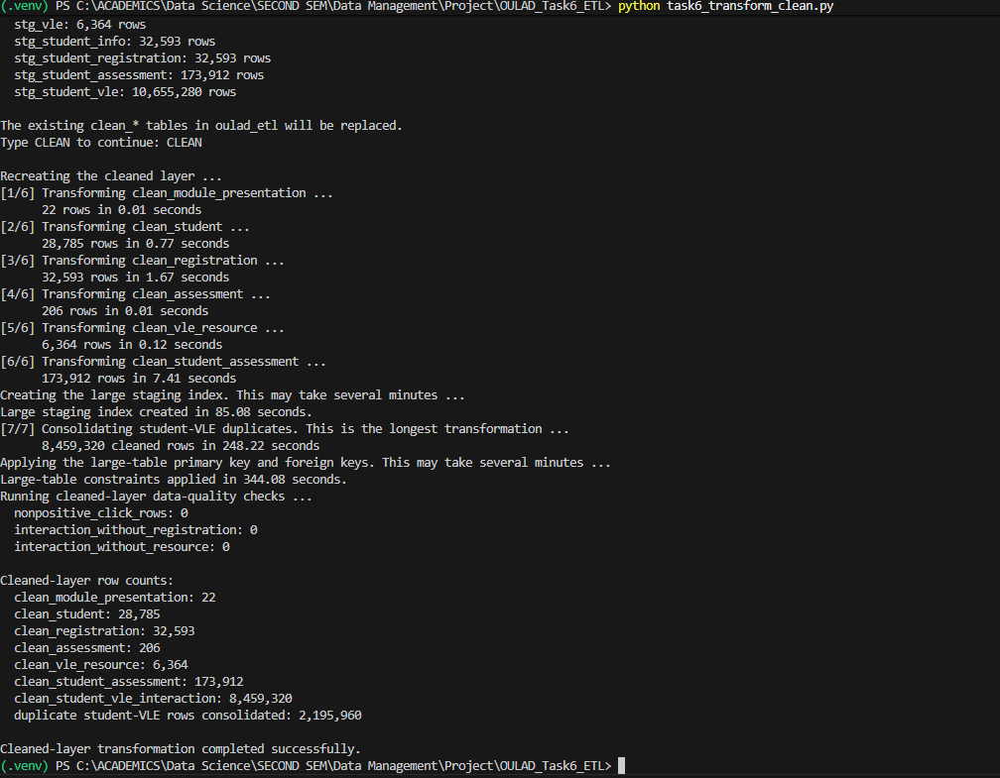 (.venv) PS C:\ACADEMICS\Data Science\SECOND SEM\Data Management\Project\OULAD_Task6_ETL> python task6_transform_clean.py
stg_vle: 6,364 rows
stg_student_info: 32,593 rows
stg_student_registration: 32,593 rows
stg_student_assessment: 173,912 rows
stg_student_vle: 10,655,280 rows
The existing clean_* tables in oulad_etl will be replaced.
Type CLEAN to continue: CLEAN
Recreating the cleaned layer ...
[1/6] Transforming clean_module_presentation ...
22 rows in 0.01 seconds
[2/6] Transforming clean_student ...
28,785 rows in 0.77 seconds
[3/6] Transforming clean_registration ...
32,593 rows in 1.67 seconds
[4/6] Transforming clean_assessment ...
206 rows in 0.01 seconds
[5/6] Transforming clean_vle_resource ...
6,364 rows in 0.12 seconds
[6/6] Transforming clean_student_assessment ...
173,912 rows in 7.41 seconds
Creating the large staging index. This may take several minutes ...
Large staging index created in 85.08 seconds.
[7/7] Consolidating student-VLE duplicates. This is the longest transformation ...
8,459,320 cleaned rows in 248.22 seconds
Applying the large-table primary key and foreign keys. This may take several minutes ...
Large-table constraints applied in 344.08 seconds.
Running cleaned-layer data-quality checks ...
nonpositive_click_rows: 0
interaction_without_registration: 0
interaction_without_resource: 0
Cleaned-layer row counts:
clean_module_presentation: 22
clean_student: 28,785
clean_registration: 32,593
clean_assessment: 206
clean_vle_resource: 6,364
clean_student_assessment: 173,912
clean_student_vle_interaction: 8,459,320
duplicate student-VLE rows consolidated: 2,195,960
Cleaned-layer transformation completed successfully.
(.venv) PS C:\ACADEMICS\Data Science\SECOND SEM\Data Management\Project\OULAD_Task6_ETL>